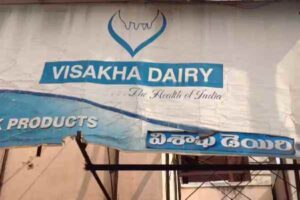 VISAKHA DAIRY
...The Health of India
K PRODUCTS
విశాఖ డెయిరి